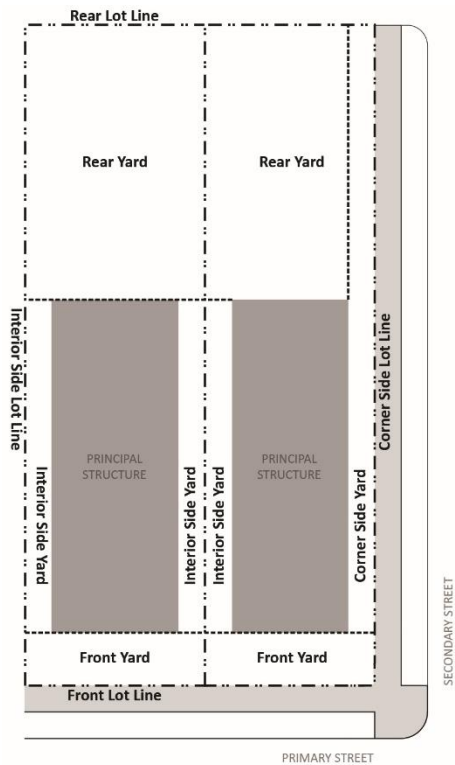 Rear Lot Line
Rear Yard
Rear Yard
Interior Side Lot Line
Corner Side Lot Line
PRINCIPAL
STRUCTURE
PRINCIPAL
STRUCTURE
Interior Side Yard
Interior Side Yard
Interior Side Yard
Corner Side Yard
Front Yard
Front Yard
Front Lot Line
SECONDARY STREET
PRIMARY STREET